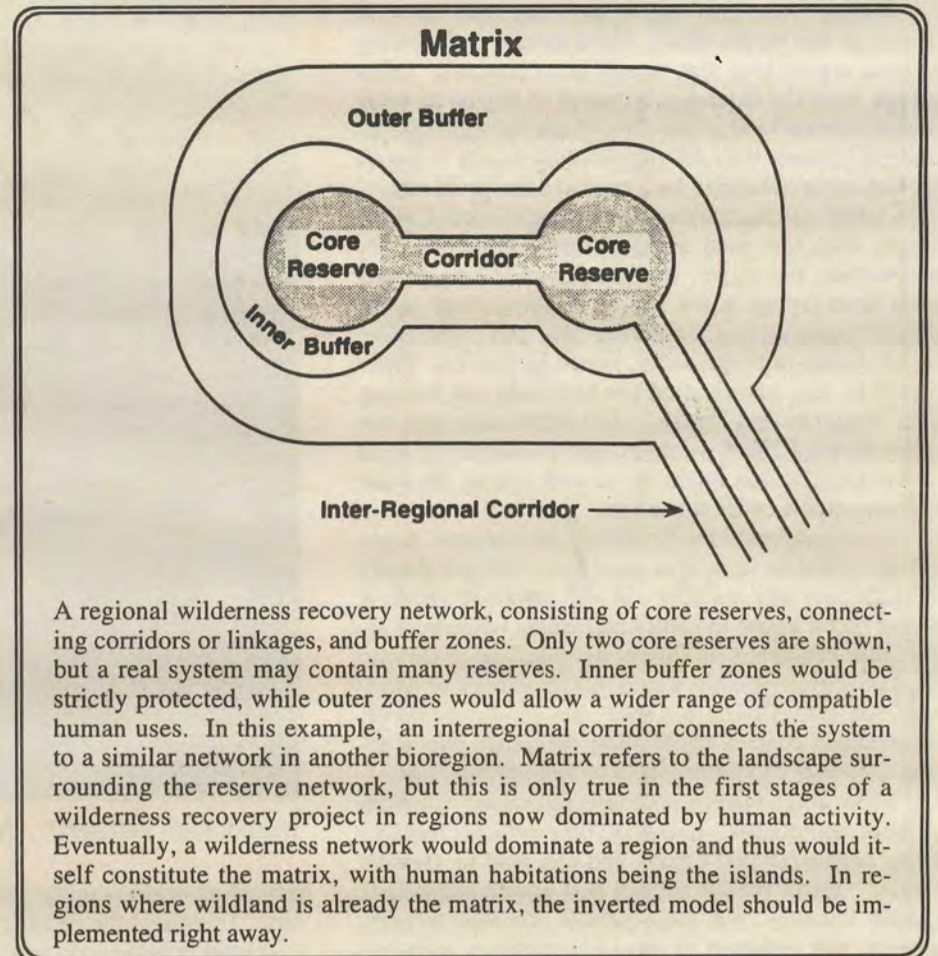 Matrix
Outer Buffer
Core
Reserve
Corridor
Core
Reserve
Inner Buffer
Inter-Regional Corridor
A regional wilderness recovery network, consisting of core reserves, connect-
ing corridors or linkages, and buffer zones. Only two core reserves are shown,
but a real system may contain many reserves. Inner buffer zones would be
strictly protected, while outer zones would allow a wider range of compatible
human uses. In this example, an interregional corridor connects the system
to a similar network in another bioregion. Matrix refers to the landscape sur-
rounding the reserve network, but this is only true in the first stages of a
wilderness recovery project in regions now dominated by human activity.
Eventually, a wilderness network would dominate a region and thus would it-
self constitute the matrix, with human habitations being the islands. In re-
gions where wildland is already the matrix, the inverted model should be im-
plemented right away.